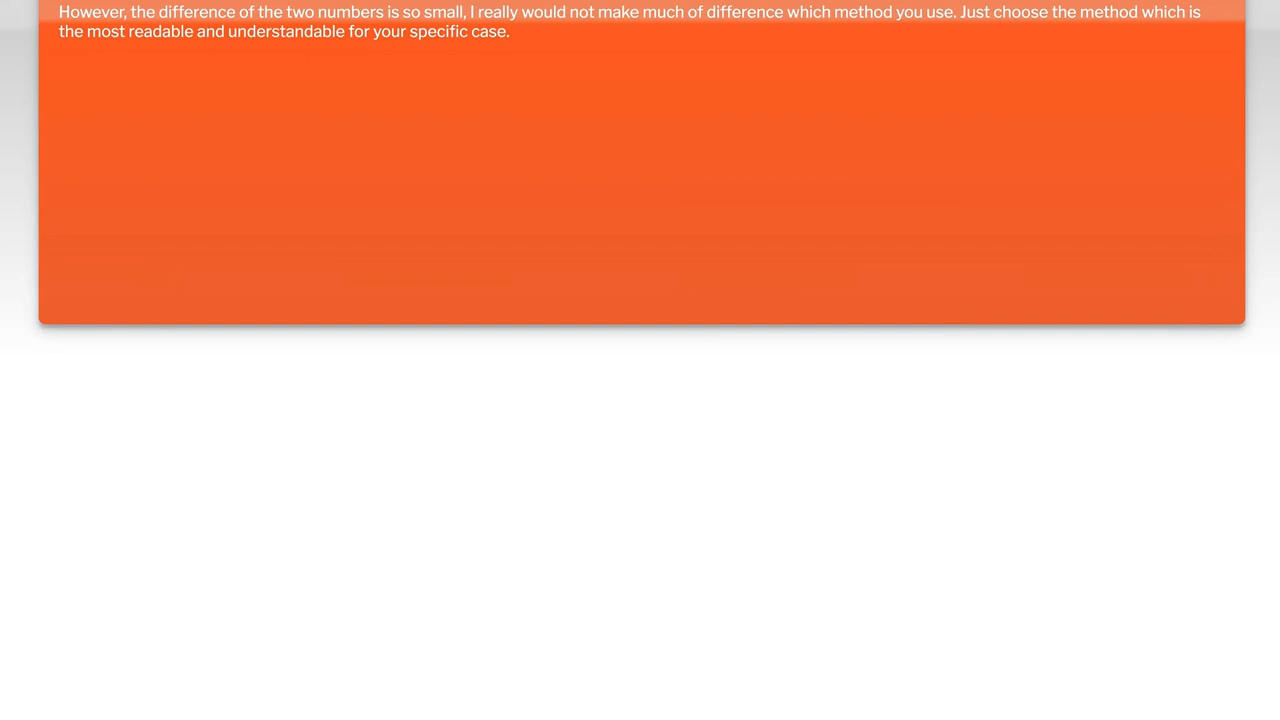 However, the difference of the two numbers is so small, I really would not make much of difference which method you use. Just choose the method which is
the most readable and understandable for your specific case.